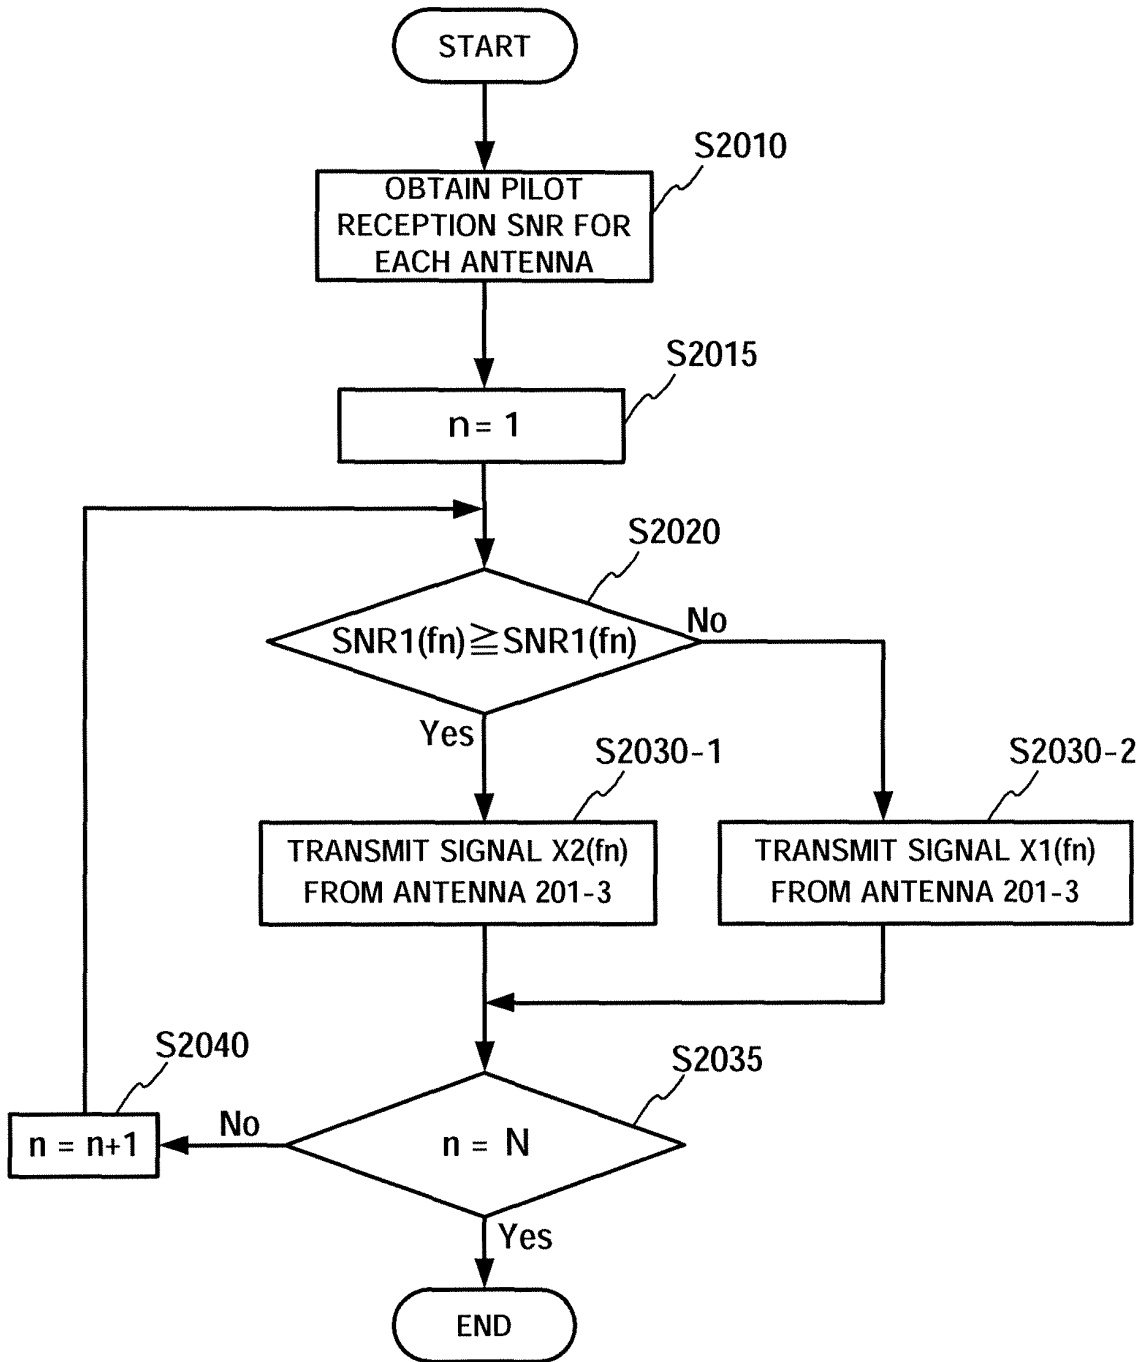 START
S2010
OBTAIN PILOT
RECEPTION SNR FOR
EACH ANTENNA
S2015
n = 1
S2020
SNR1(fn)≧SNR1(fn)
No
Yes
S2030-1
TRANSMIT SIGNAL X2(fn)
FROM ANTENNA 201-3
S2030-2
TRANSMIT SIGNAL X1(fn)
FROM ANTENNA 201-3
S2040
n = n+1
No
S2035
n = N
Yes
END